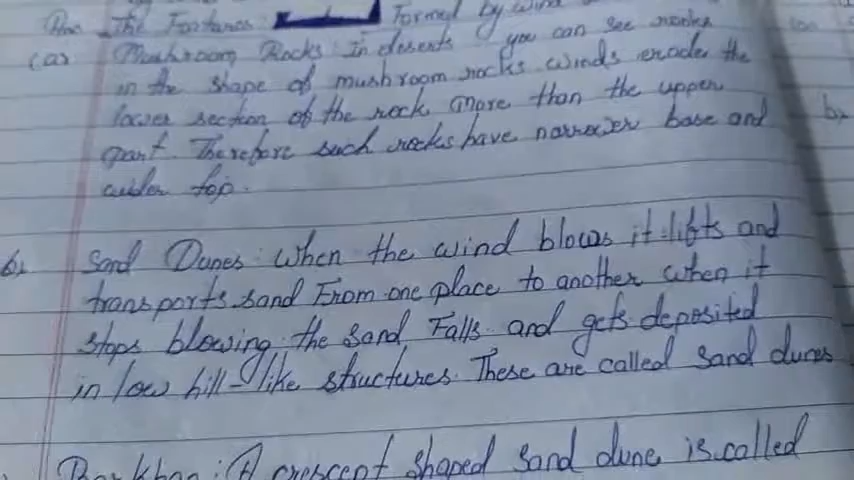 Ans The Features: Formed by wind
(a) Mushroom Rocks: In deserts you can see rocks
in the shape of mushroom rocks winds erode the
lower section of the rock more than the upper
part. Therefore such rocks have narrower base and
wider top.
b) Sand Dunes: When the wind blows it lifts and
transports sand From one place to another when it
stops blowing the sand Falls and gets deposited
in low hill-like structures. These are called sand dunes
Barkhan: A crescent shaped sand dune is called
b)